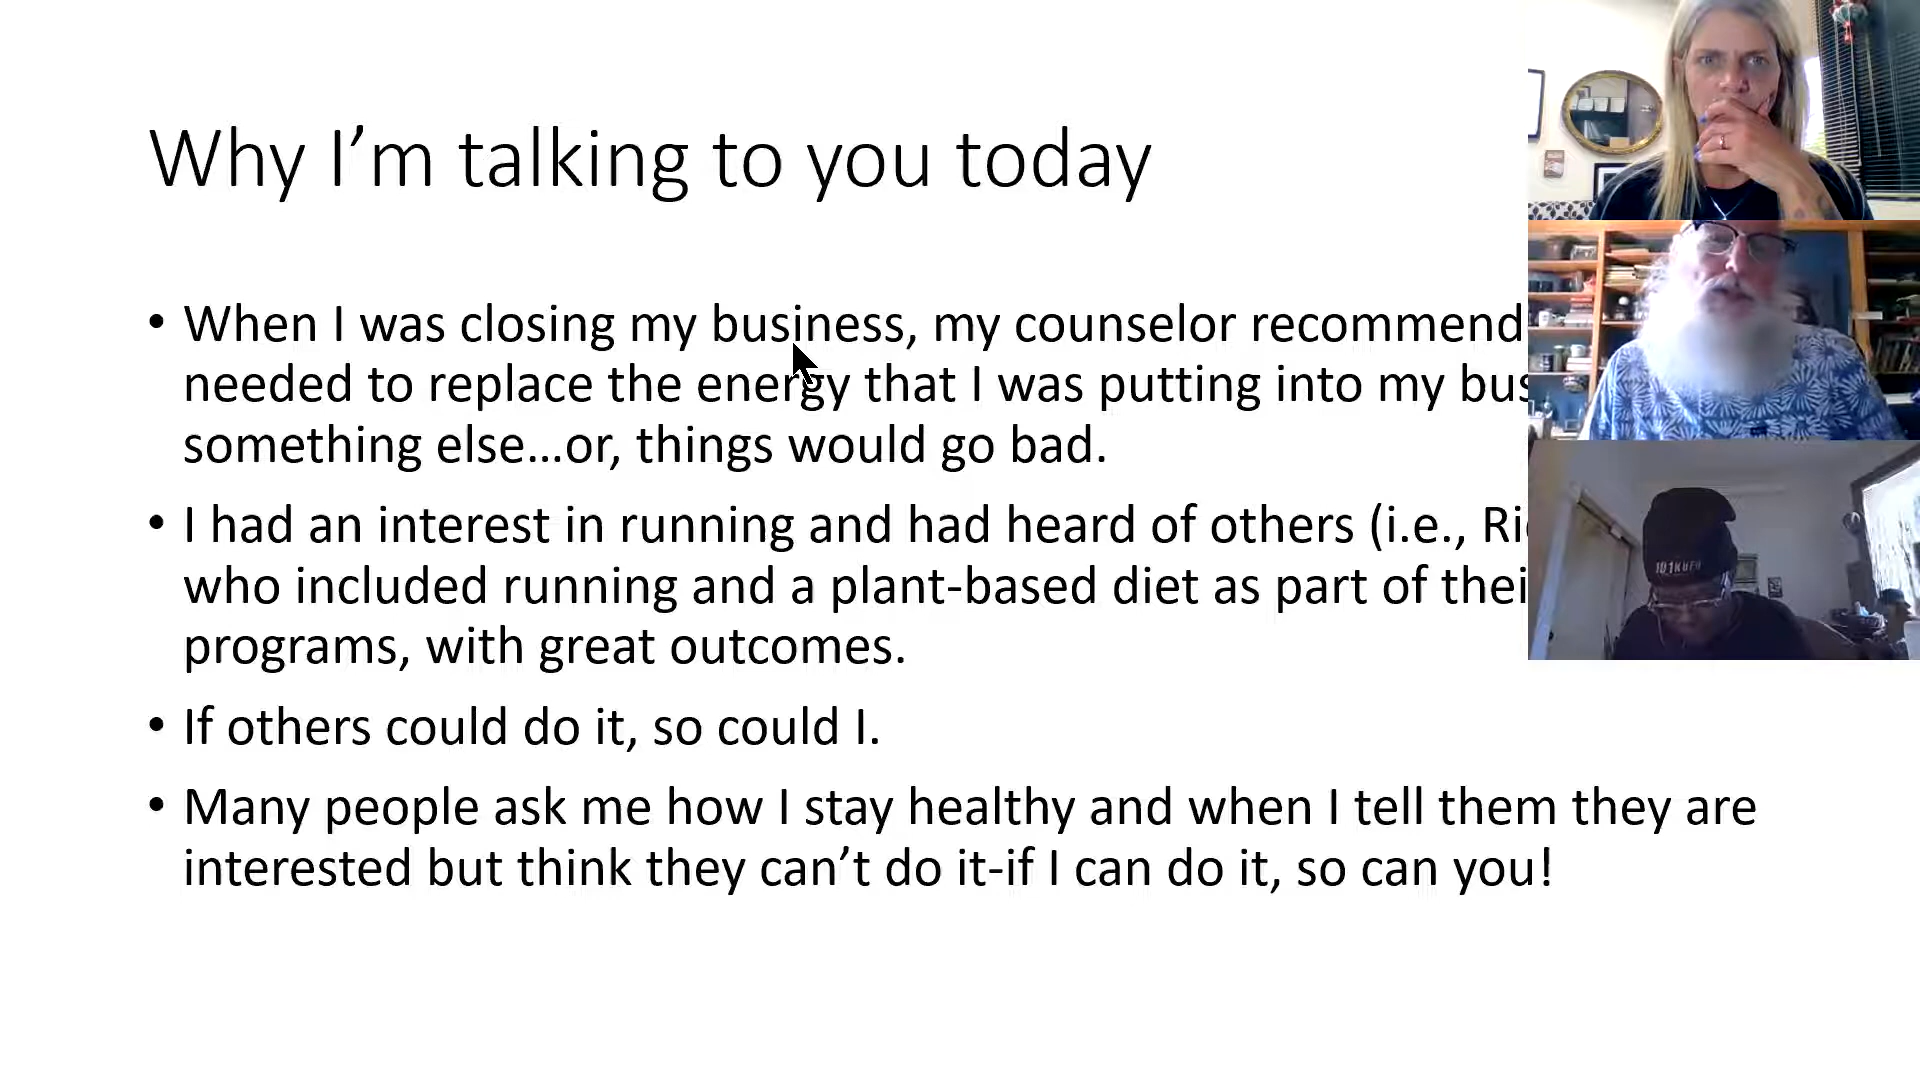 Why I’m talking to you today
• When I was closing my business, my counselor recommend
needed to replace the energy that I was putting into my bus
something else…or, things would go bad.
• I had an interest in running and had heard of others (i.e., Ri
who included running and a plant-based diet as part of thei
programs, with great outcomes.
• If others could do it, so could I.
• Many people ask me how I stay healthy and when I tell them they are
interested but think they can’t do it-if I can do it, so can you!